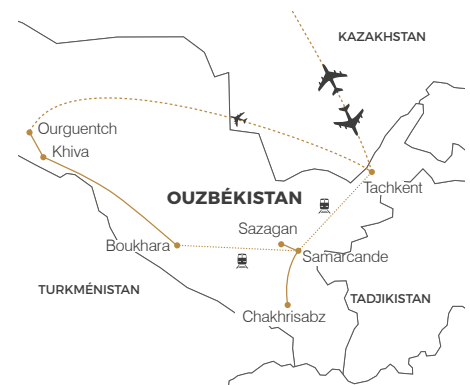 KAZAKHSTAN
Ourguentch
Khiva
Tachkent
OUZBÉKISTAN
Sazagan
Boukhara
Samarcande
TURKMÉNISTAN
TADJIKISTAN
Chakhrisabz